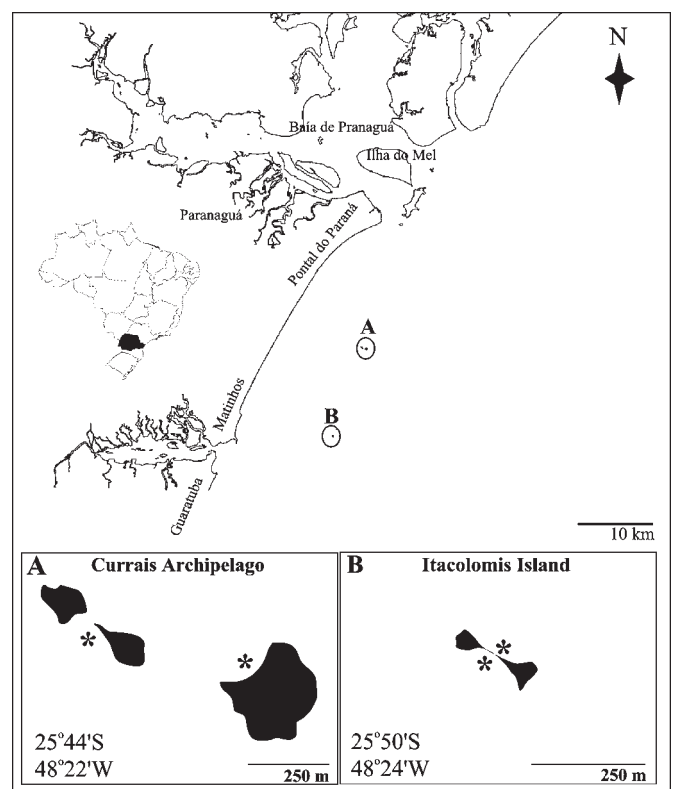 N
Baía de Pranaguá
Ilha do Mel
Paranaguá
Pontal do Paraná
A
Matinhos
B
Guaratuba
10 km
A Currais Archipelago
*
*
25°44'S
48°22'W
250 m
B Itacolomis Island
*
*
25°50'S
48°24'W
250 m